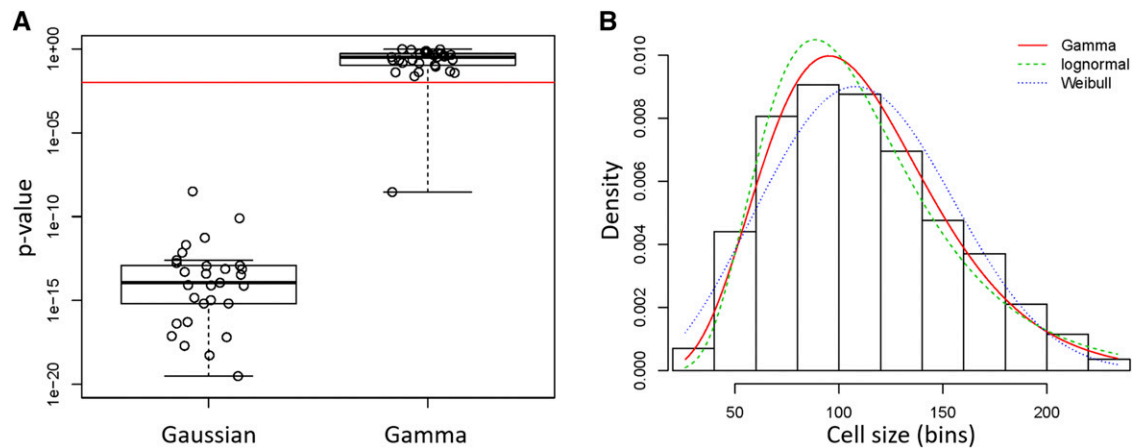 A
p-value
1e+00
1e-05
1e-10
1e-15
1e-20
Gaussian
Gamma
B
Density
0.010
0.008
0.006
0.004
0.002
0.000
Gamma
lognormal
Weibull
50
100
150
200
Cell size (bins)